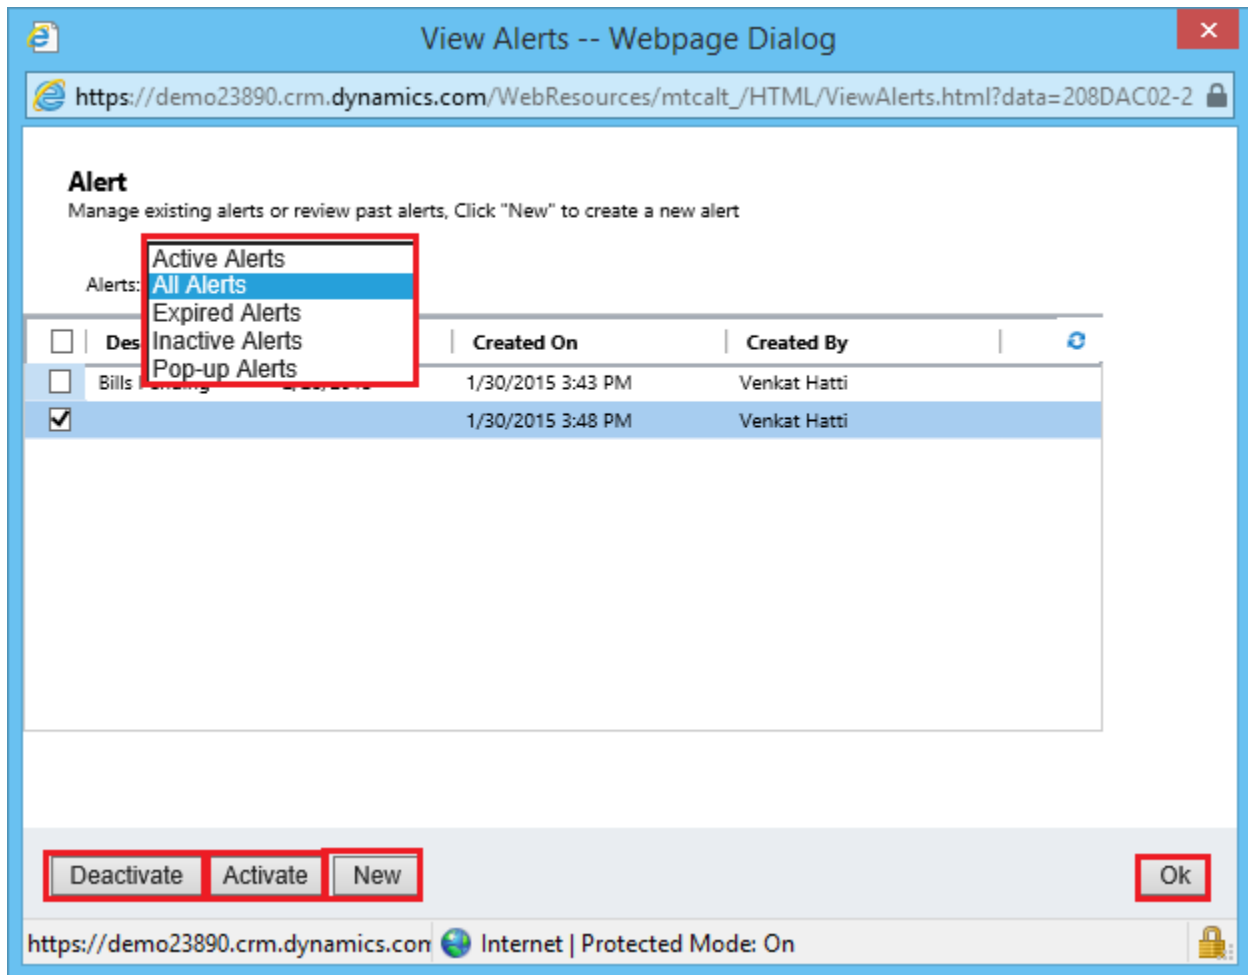 View Alerts -- Webpage Dialog
https://demo23890.crm.dynamics.com/WebResources/mtcalt_/HTML/ViewAlerts.html?data=208DAC02-2
Alert
Manage existing alerts or review past alerts, Click "New" to create a new alert
Active Alerts
Alerts: All Alerts
Expired Alerts
Inactive Alerts
Pop-up Alerts
Des Created On Created By
Bills 1/30/2015 3:43 PM Venkat Hatti
1/30/2015 3:48 PM Venkat Hatti
Deactivate Activate New Ok
https://demo23890.crm.dynamics.com Internet | Protected Mode: On